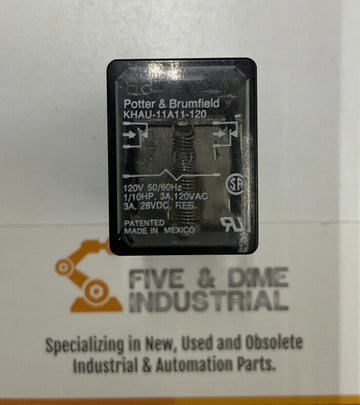 Potter & Brumfield
KHAU-11A11-120
120V 50/60Hz
1/10HP, 3A, 120VAC
3A, 28VDC, RES.
PATENTED
MADE IN MEXICO
FIVE & DIME
INDUSTRIAL
Specializing in New, Used and Obsolete
Industrial & Automation Parts.